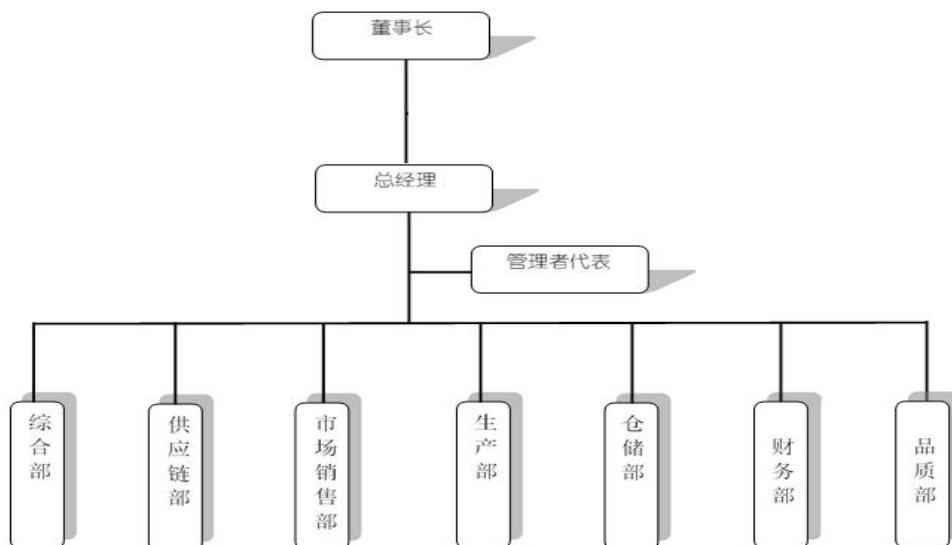 董事长
总经理
管理者代表
综合部
供应链部
市场销售部
生产部
仓储部
财务部
品质部